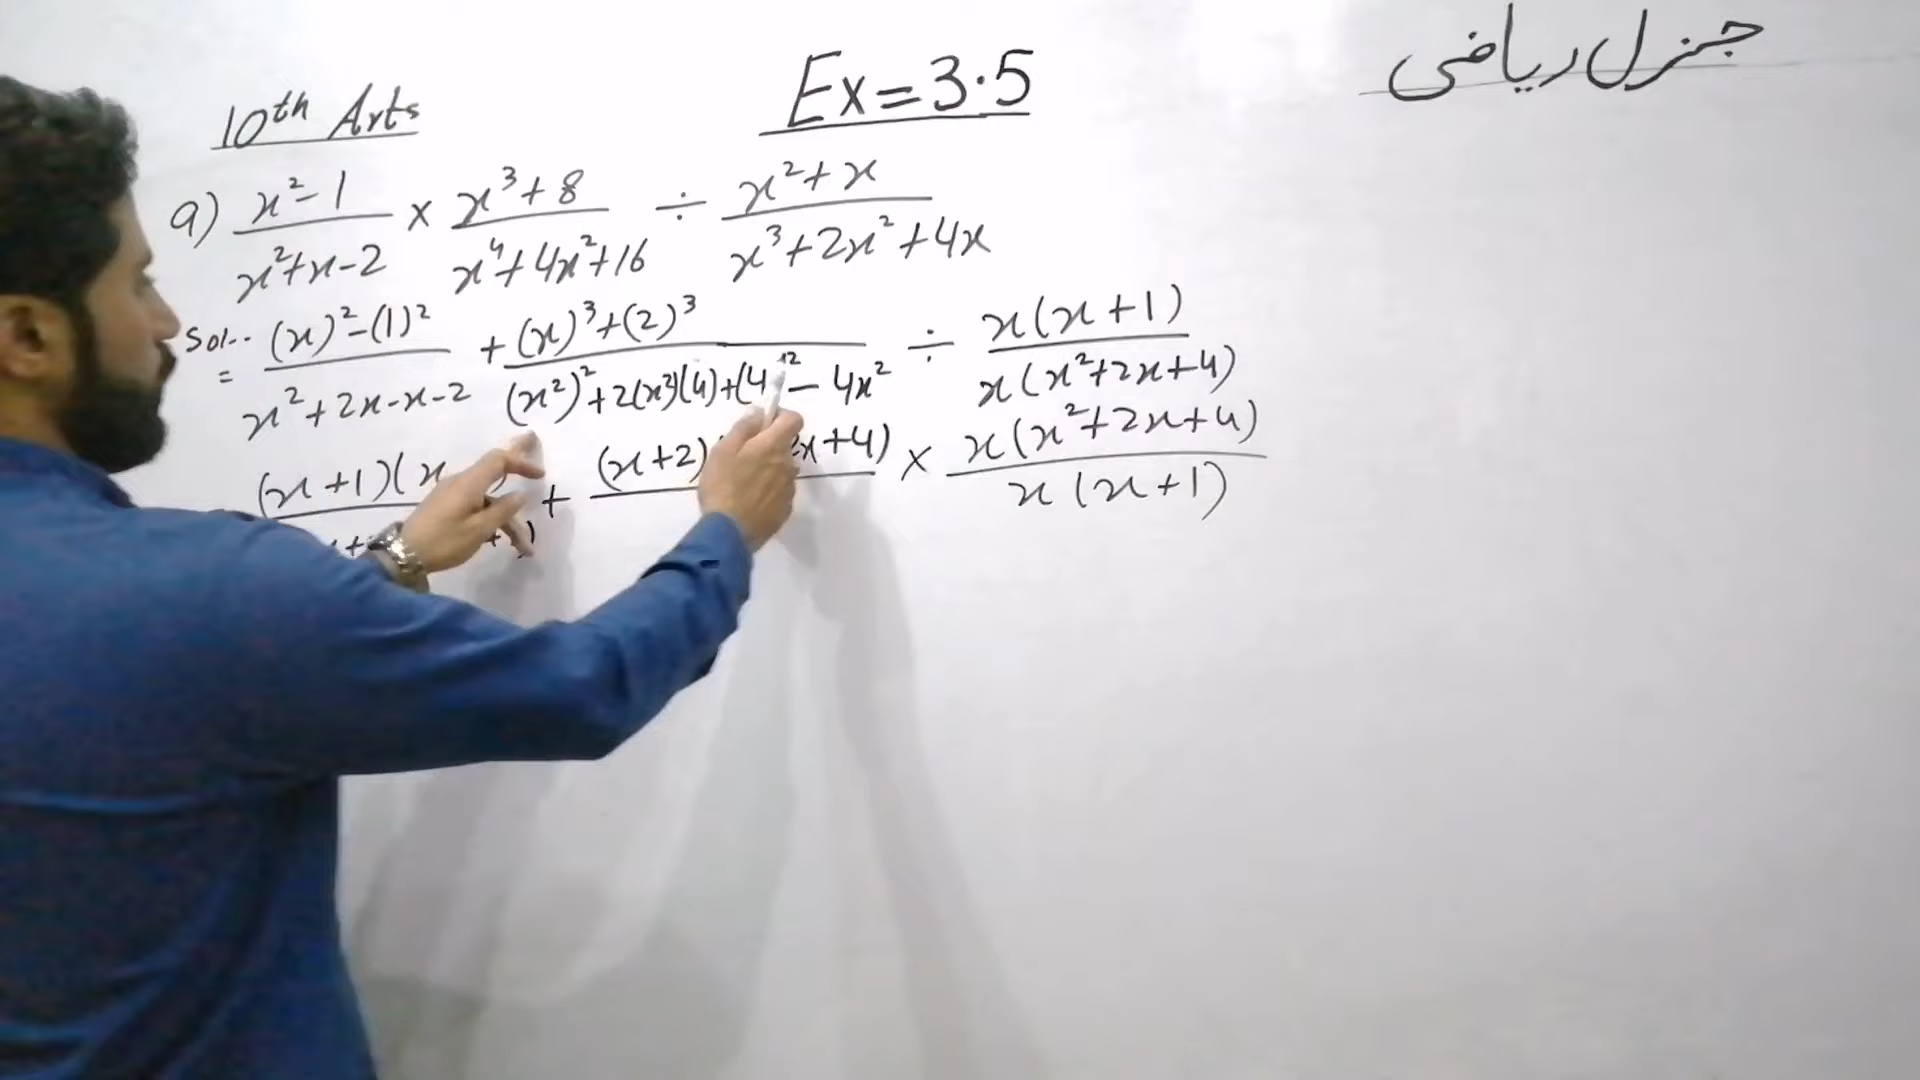 10th Arts
Ex = 3.5
جنرل ریاضی
a) (x² - 1)/(x² + x - 2) × (x³ + 8)/(x⁴ + 4x² + 16) ÷ (x² + x)/(x³ + 2x² + 4x)
Sol:- = ((x)² - (1)²)/(x² + 2x - x - 2) + ((x)³ + (2)³)/((x²)² + 2(x²)(4) + (4)² - 4x²) ÷ x(x + 1)/x(x² + 2x + 4)
(x + 1)(x + (x + 2) 2x + 4) × x(x² + 2x + 4)/x(x + 1)